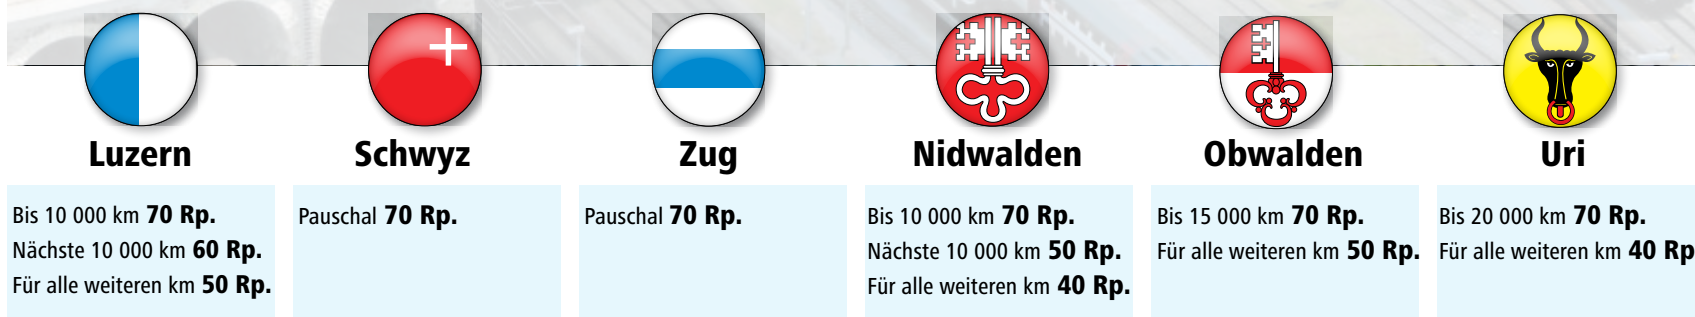 Luzern
Bis 10 000 km 70 Rp.
Nächste 10 000 km 60 Rp.
Für alle weiteren km 50 Rp.
Schwyz
Pauschal 70 Rp.
Zug
Pauschal 70 Rp.
Nidwalden
Bis 10 000 km 70 Rp.
Nächste 10 000 km 50 Rp.
Für alle weiteren km 40 Rp.
Obwalden
Bis 15 000 km 70 Rp.
Für alle weiteren km 50 Rp.
Uri
Bis 20 000 km 70 Rp.
Für alle weiteren km 40 Rp